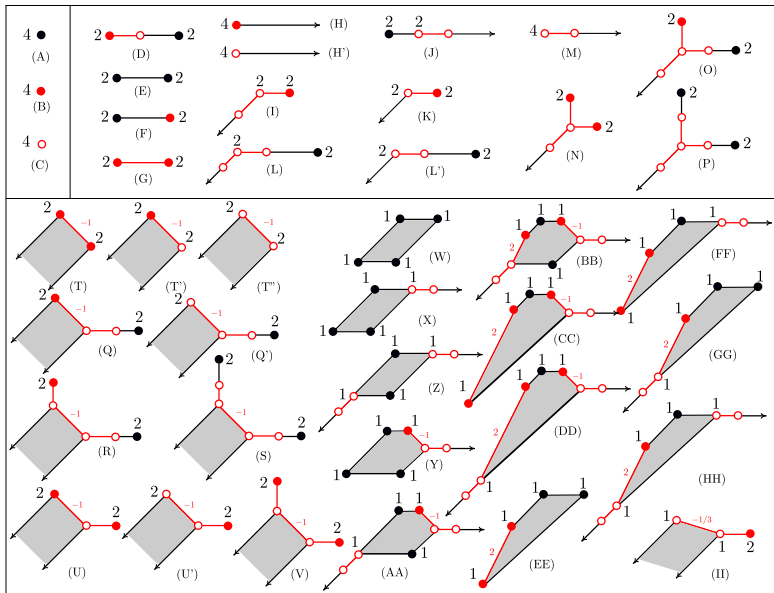 4 (A)
4 (B)
4 (C)
2 2 (D)
2 2 (E)
2 2 (F)
2 2 (G)
4 (H)
4 (H')
2 2 (I)
2 2 (L)
2 (J)
2 (K)
2 2 (L')
4 (M)
2 2 (N)
2 2 (O)
2 2 (P)
2 -1 2 (T)
2 -1 2 (T')
2 -1 2 (T'')
2 -1 2 (Q)
2 -1 2 (Q')
2 -1 2 (R)
2 -1 2 (S)
2 -1 2 (U)
2 -1 2 (U')
2 -1 2 (V)
1 1 1 1 (W)
1 1 1 1 (X)
1 1 1 1 (Z)
1 1 -1 1 1 (Y)
1 1 -1 1 1 (AA)
1 1 -1 2 1 (BB)
1 1 -1 2 1 (CC)
1 1 -1 2 1 (DD)
1 1 2 1 (EE)
1 1 1 2 1 (FF)
1 1 1 2 1 (GG)
1 1 1 2 1 (HH)
1 -1/3 1 2 (II)